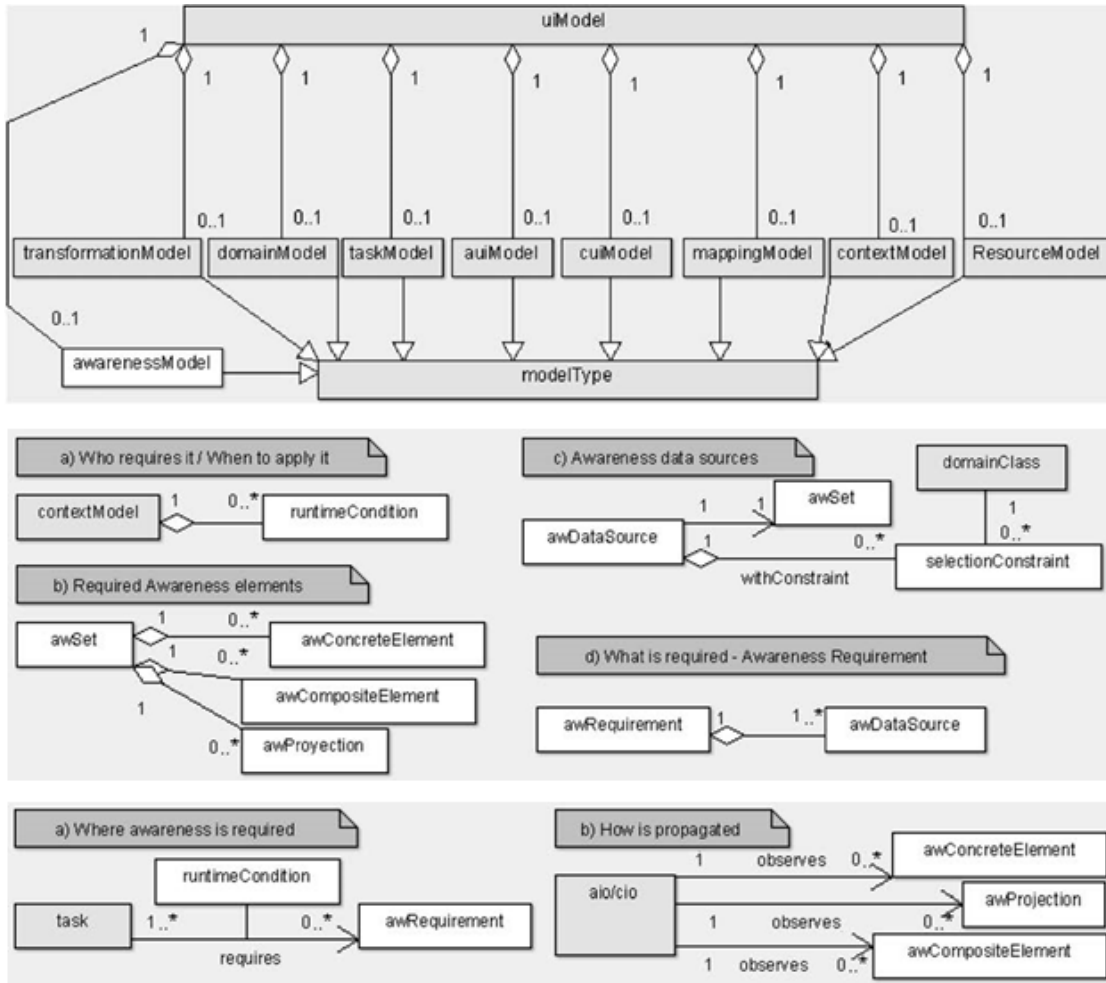 uiModel
1
1 1 1 1 1 1 1 1
0..1 0..1 0..1 0..1 0..1 0..1 0..1 0..1
transformationModel domainModel taskModel auiModel cuiModel mappingModel contextModel ResourceModel
0..1
awarenessModel
modelType
a) Who requires it / When to apply it
contextModel 1 0..* runtimeCondition
b) Required Awareness elements
awSet 1 0..* awConcreteElement
1 0..* awCompositeElement
1 0..* awProyection
c) Awareness data sources
domainClass
awDataSource 1 1 awSet
1 0..*
1 withConstraint 0..* selectionConstraint
d) What is required - Awareness Requirement
awRequirement 1 1..* awDataSource
a) Where awareness is required
runtimeCondition
task 1..* 0..* awRequirement
requires
b) How is propagated
aio/cio
1 observes 0..* awConcreteElement
1 observes 0..* awProjection
1 observes 0..* awCompositeElement